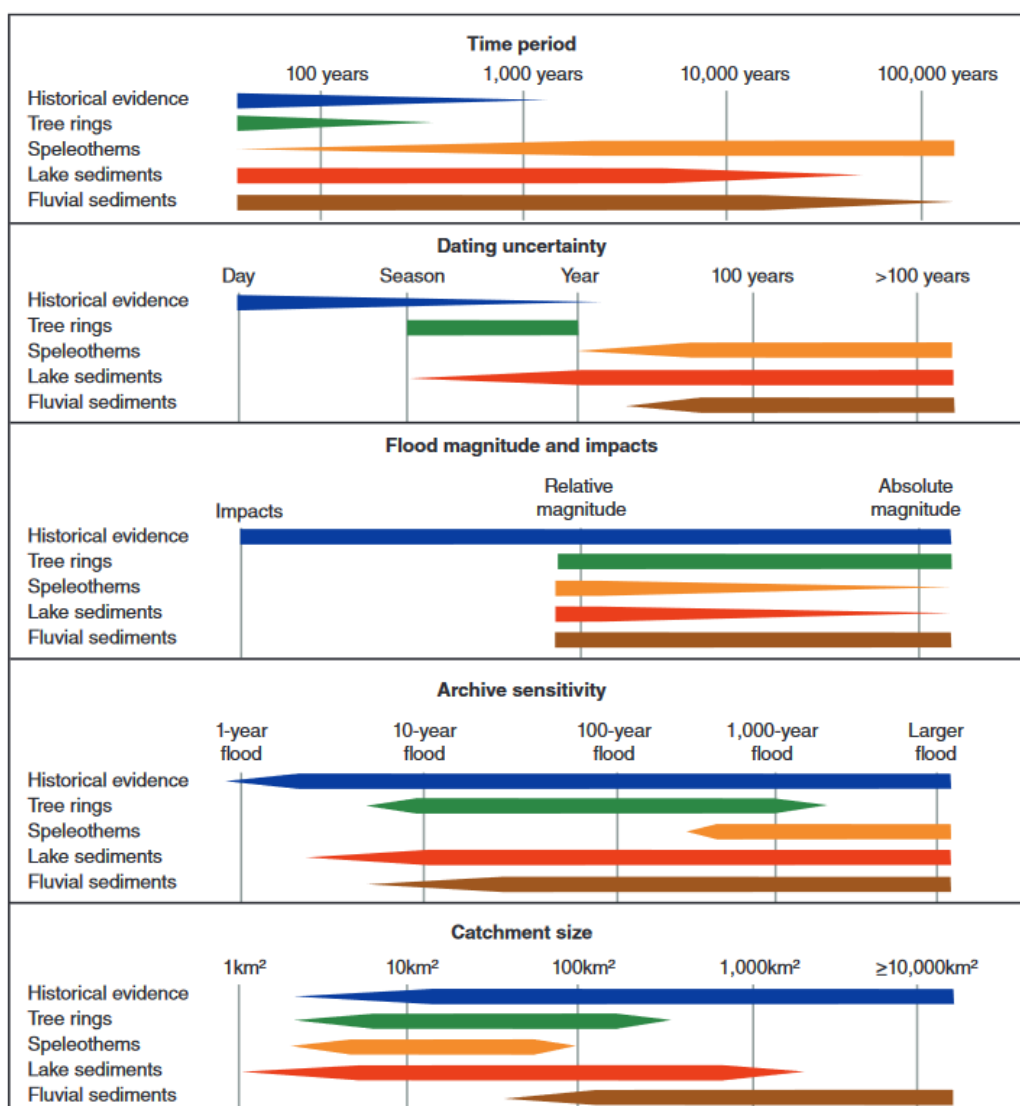 Time period
100 years 1,000 years 10,000 years 100,000 years
Historical evidence
Tree rings
Speleothems
Lake sediments
Fluvial sediments
Dating uncertainty
Day Season Year 100 years >100 years
Historical evidence
Tree rings
Speleothems
Lake sediments
Fluvial sediments
Flood magnitude and impacts
Impacts Relative magnitude Absolute magnitude
Historical evidence
Tree rings
Speleothems
Lake sediments
Fluvial sediments
Archive sensitivity
1-year flood 10-year flood 100-year flood 1,000-year flood Larger flood
Historical evidence
Tree rings
Speleothems
Lake sediments
Fluvial sediments
Catchment size
1km² 10km² 100km² 1,000km² ≥10,000km²
Historical evidence
Tree rings
Speleothems
Lake sediments
Fluvial sediments